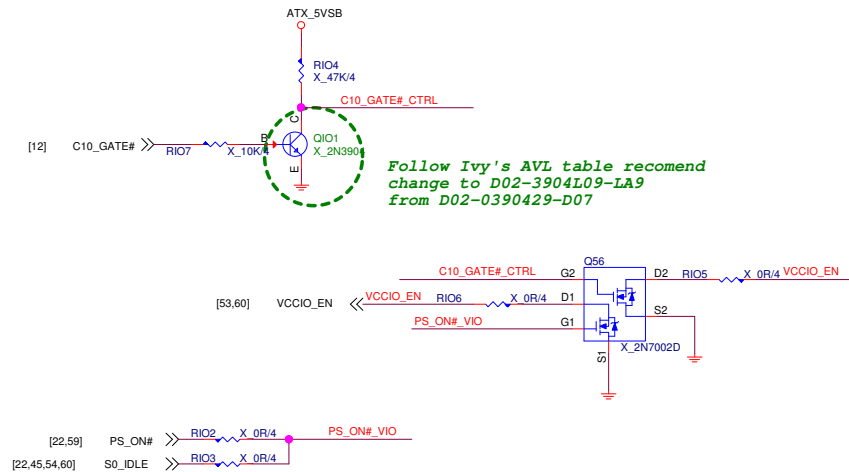 ATX_5VSB
RIO4
X_47K/4
C10_GATE#_CTRL
C
[12] C10_GATE# RIO7 X_10K/4 B QIO1
X_2N3904
E
Follow Ivy's AVL table recomend
change to D02-3904L09-LA9
from D02-0390429-D07
Q56
C10_GATE#_CTRL G2 D2 RIO5 X_0R/4 VCCIO_EN
[53,60] VCCIO_EN VCCIO_EN RIO6 X_0R/4 D1
PS_ON#_VIO G1 S2
S1 X_2N7002D
[22,59] PS_ON# RIO2 X_0R/4 PS_ON#_VIO
[22,45,54,60] S0_IDLE RIO3 X_0R/4